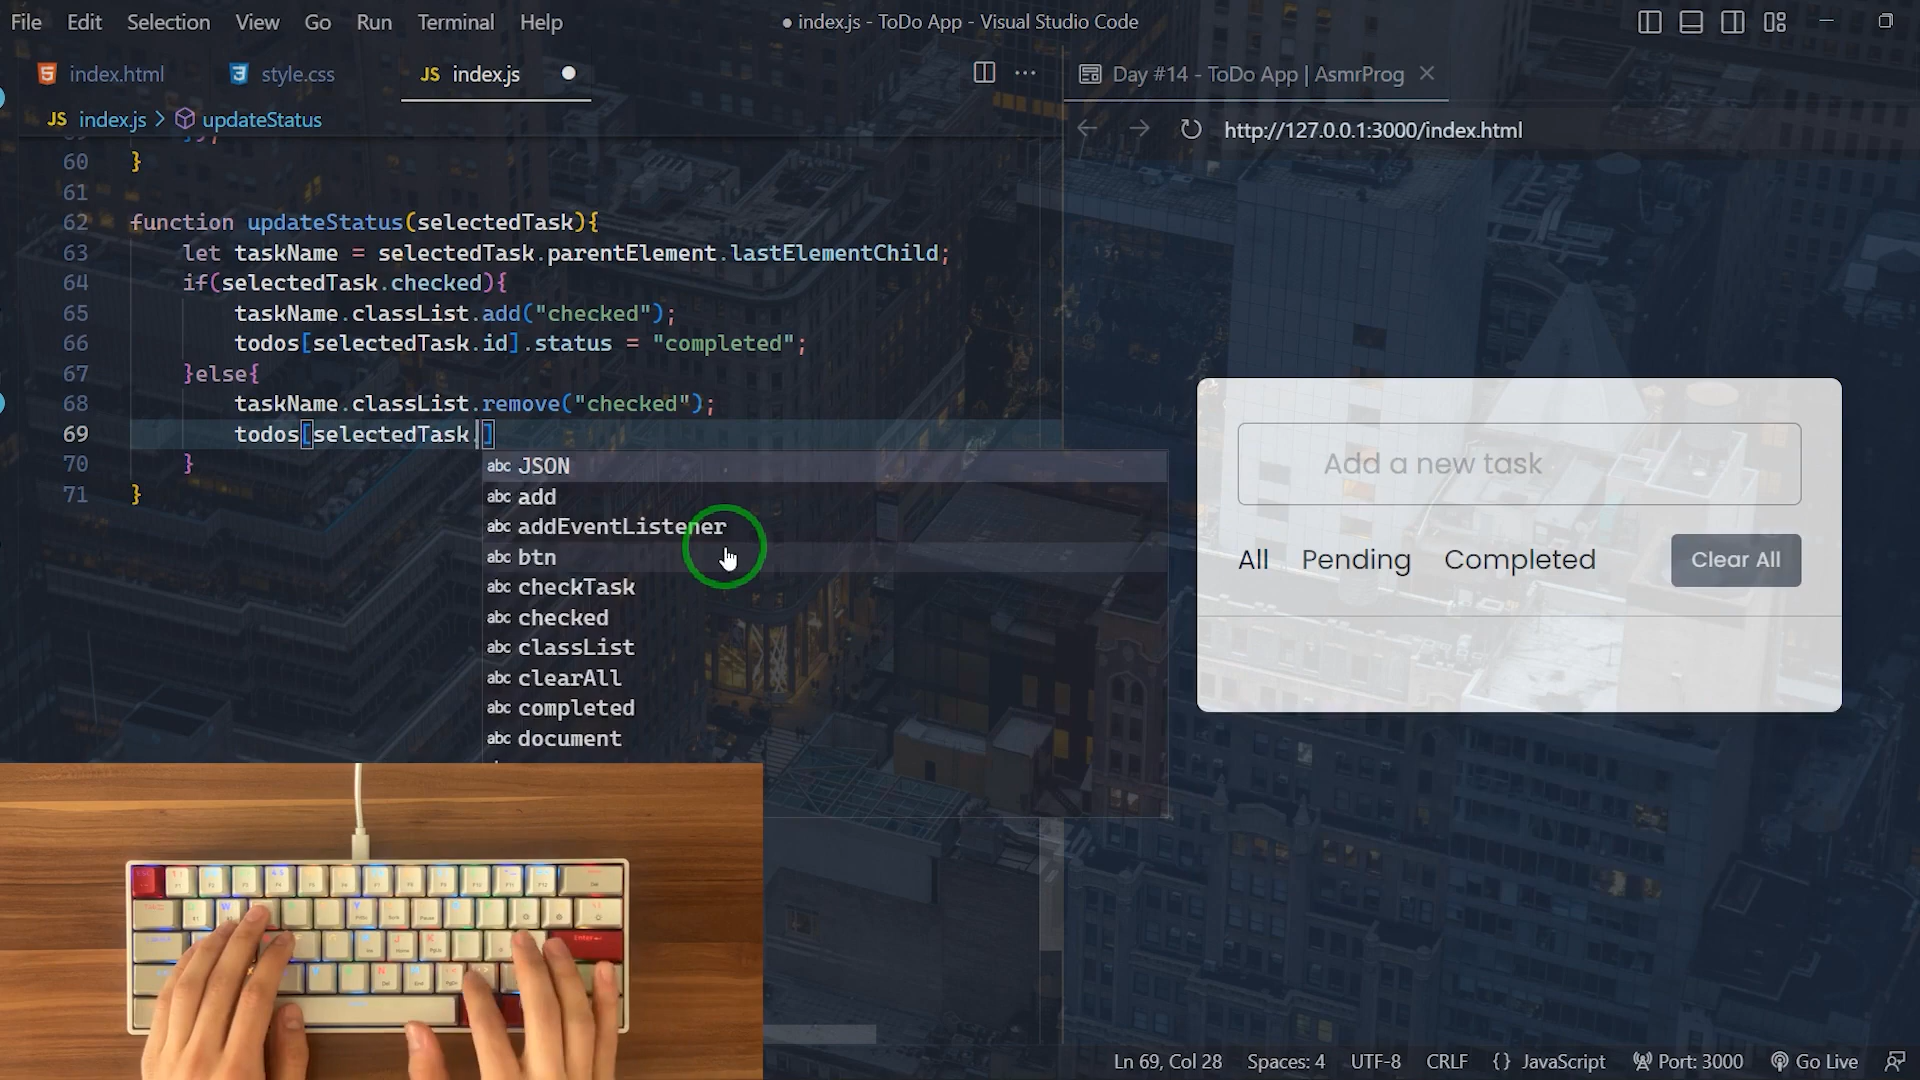 File Edit Selection View Go Run Terminal Help
● index.js - ToDo App - Visual Studio Code
index.html
style.css
JS index.js
Day #14 - ToDo App | AsmrProg
JS index.js > updateStatus
http://127.0.0.1:3000/index.html
60 }
61
62 function updateStatus(selectedTask){
63 let taskName = selectedTask.parentElement.lastElementChild;
64 if(selectedTask.checked){
65 taskName.classList.add("checked");
66 todos[selectedTask.id].status = "completed";
67 }else{
68 taskName.classList.remove("checked");
69 todos[selectedTask.]
70 }
71 }
abc JSON
abc add
abc addEventListener
abc btn
abc checkTask
abc checked
abc classList
abc clearAll
abc completed
abc document
Add a new task
All Pending Completed Clear All
Ln 69, Col 28 Spaces: 4 UTF-8 CRLF {} JavaScript Port: 3000 Go Live